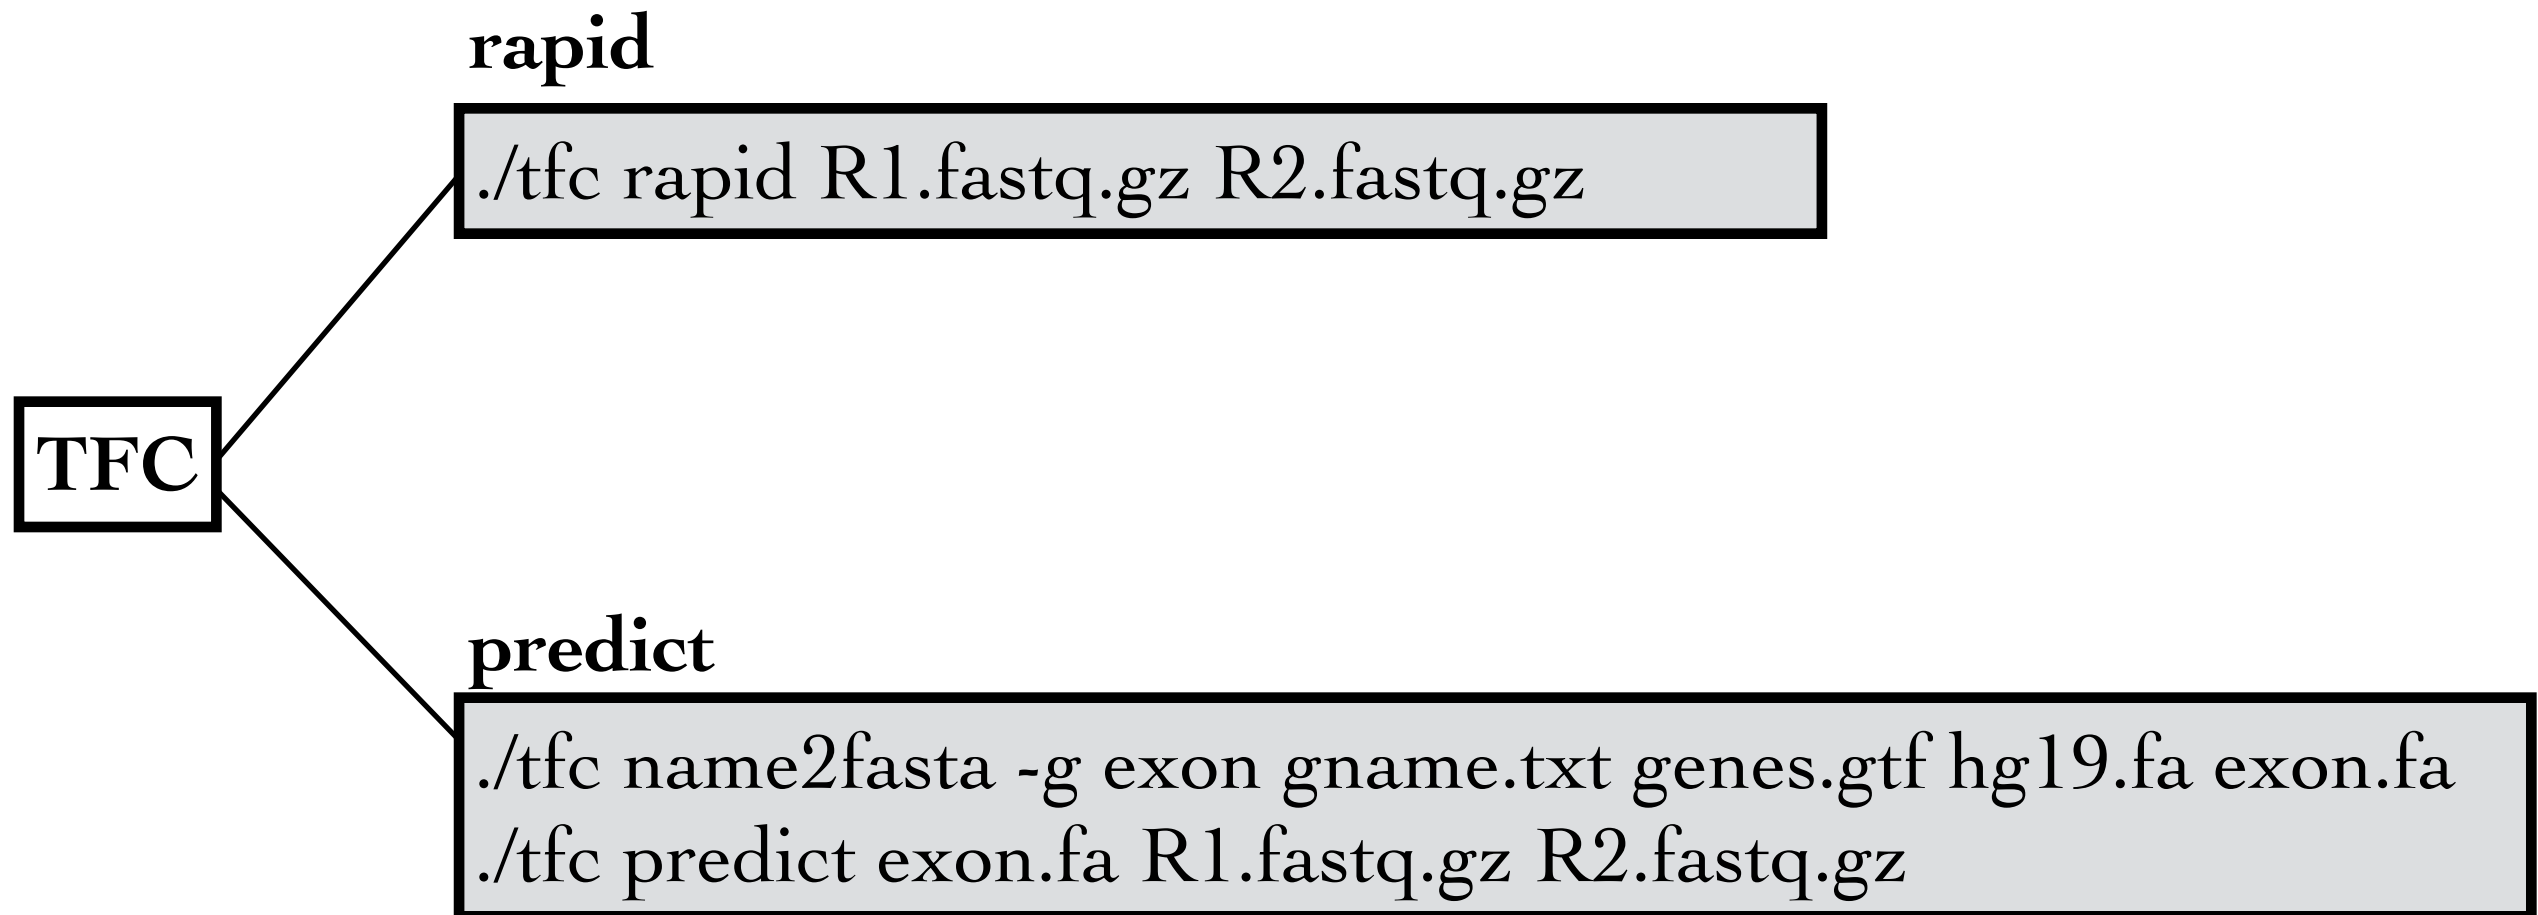 rapid
./tfc rapid R1.fastq.gz R2.fastq.gz
TFC
predict
./tfc name2fasta -g exon gname.txt genes.gtf hg19.fa exon.fa
./tfc predict exon.fa R1.fastq.gz R2.fastq.gz